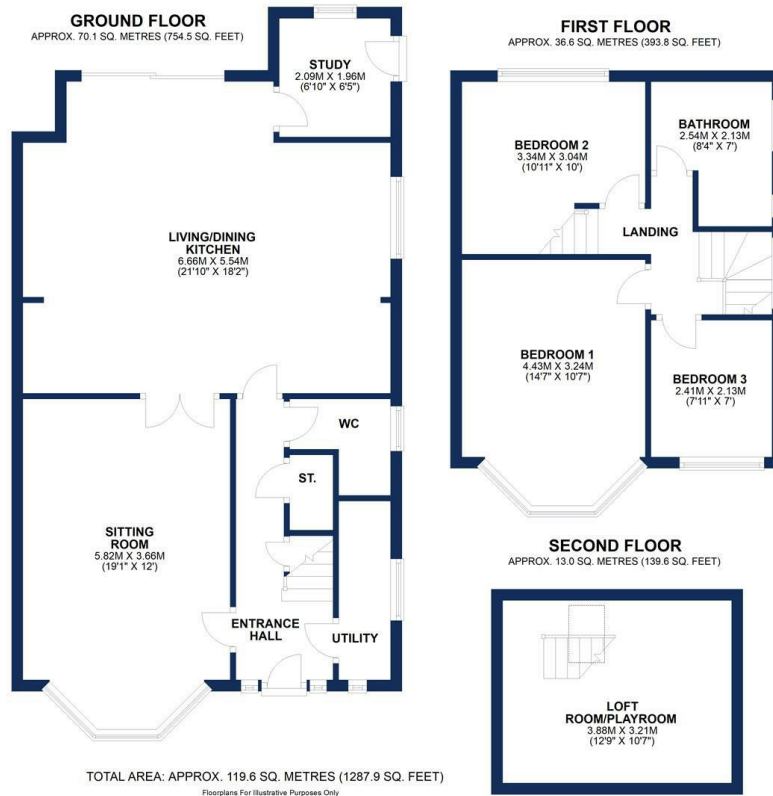 GROUND FLOOR
APPROX. 70.1 SQ. METRES (754.5 SQ. FEET)
STUDY
2.09M X 1.96M
(6'10" X 6'5")
LIVING/DINING
KITCHEN
6.66M X 5.54M
(21'10" X 18'2")
WC
ST.
SITTING
ROOM
5.82M X 3.66M
(19'1" X 12')
ENTRANCE
HALL
UTILITY
FIRST FLOOR
APPROX. 36.6 SQ. METRES (393.8 SQ. FEET)
BEDROOM 2
3.34M X 3.04M
(10'11" X 10')
BATHROOM
2.54M X 2.13M
(8'4" X 7')
LANDING
BEDROOM 1
4.43M X 3.24M
(14'7" X 10'7")
BEDROOM 3
2.41M X 2.13M
(7'11" X 7')
SECOND FLOOR
APPROX. 13.0 SQ. METRES (139.6 SQ. FEET)
LOFT
ROOM/PLAYROOM
3.88M X 3.21M
(12'9" X 10'7")
TOTAL AREA: APPROX. 119.6 SQ. METRES (1287.9 SQ. FEET)
Floorplans For Illustrative Purposes Only